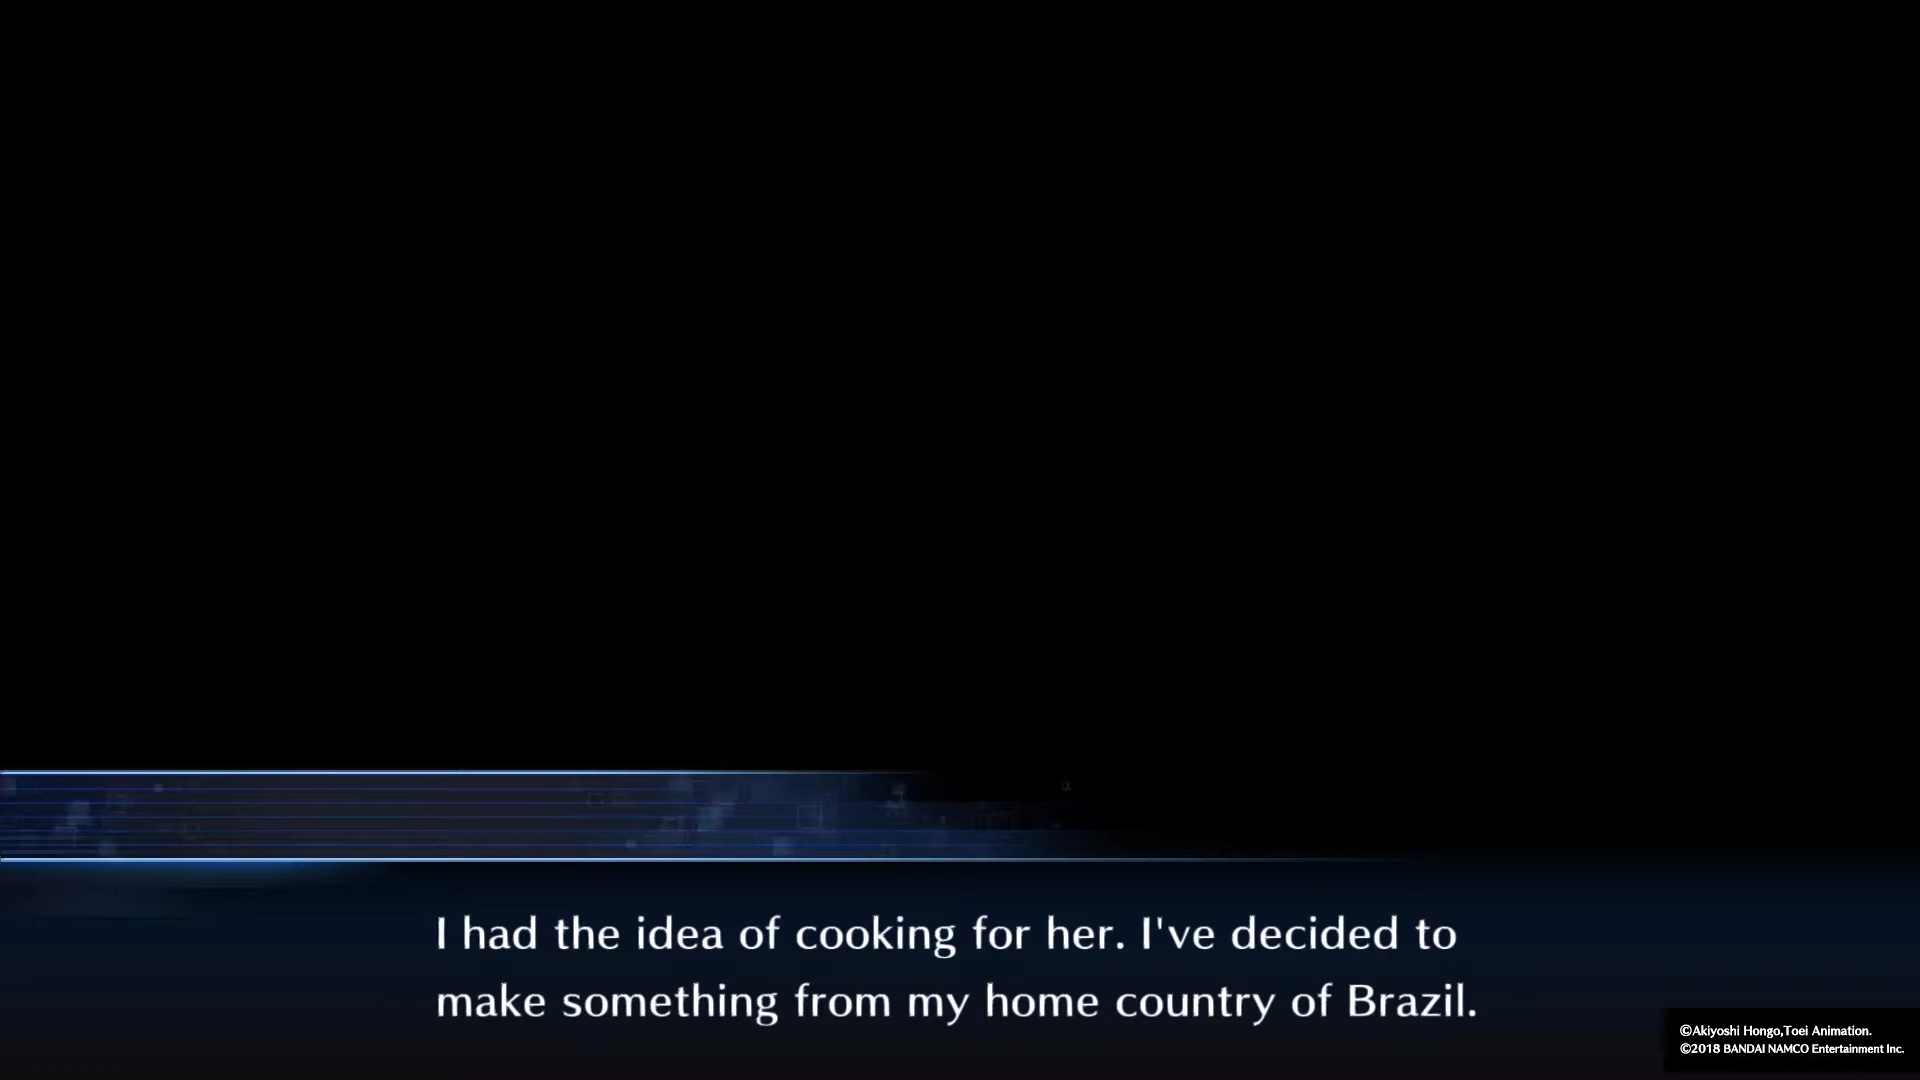 I had the idea of cooking for her. I've decided to
make something from my home country of Brazil.
©Akiyoshi Hongo,Toei Animation.
©2018 BANDAI NAMCO Entertainment Inc.